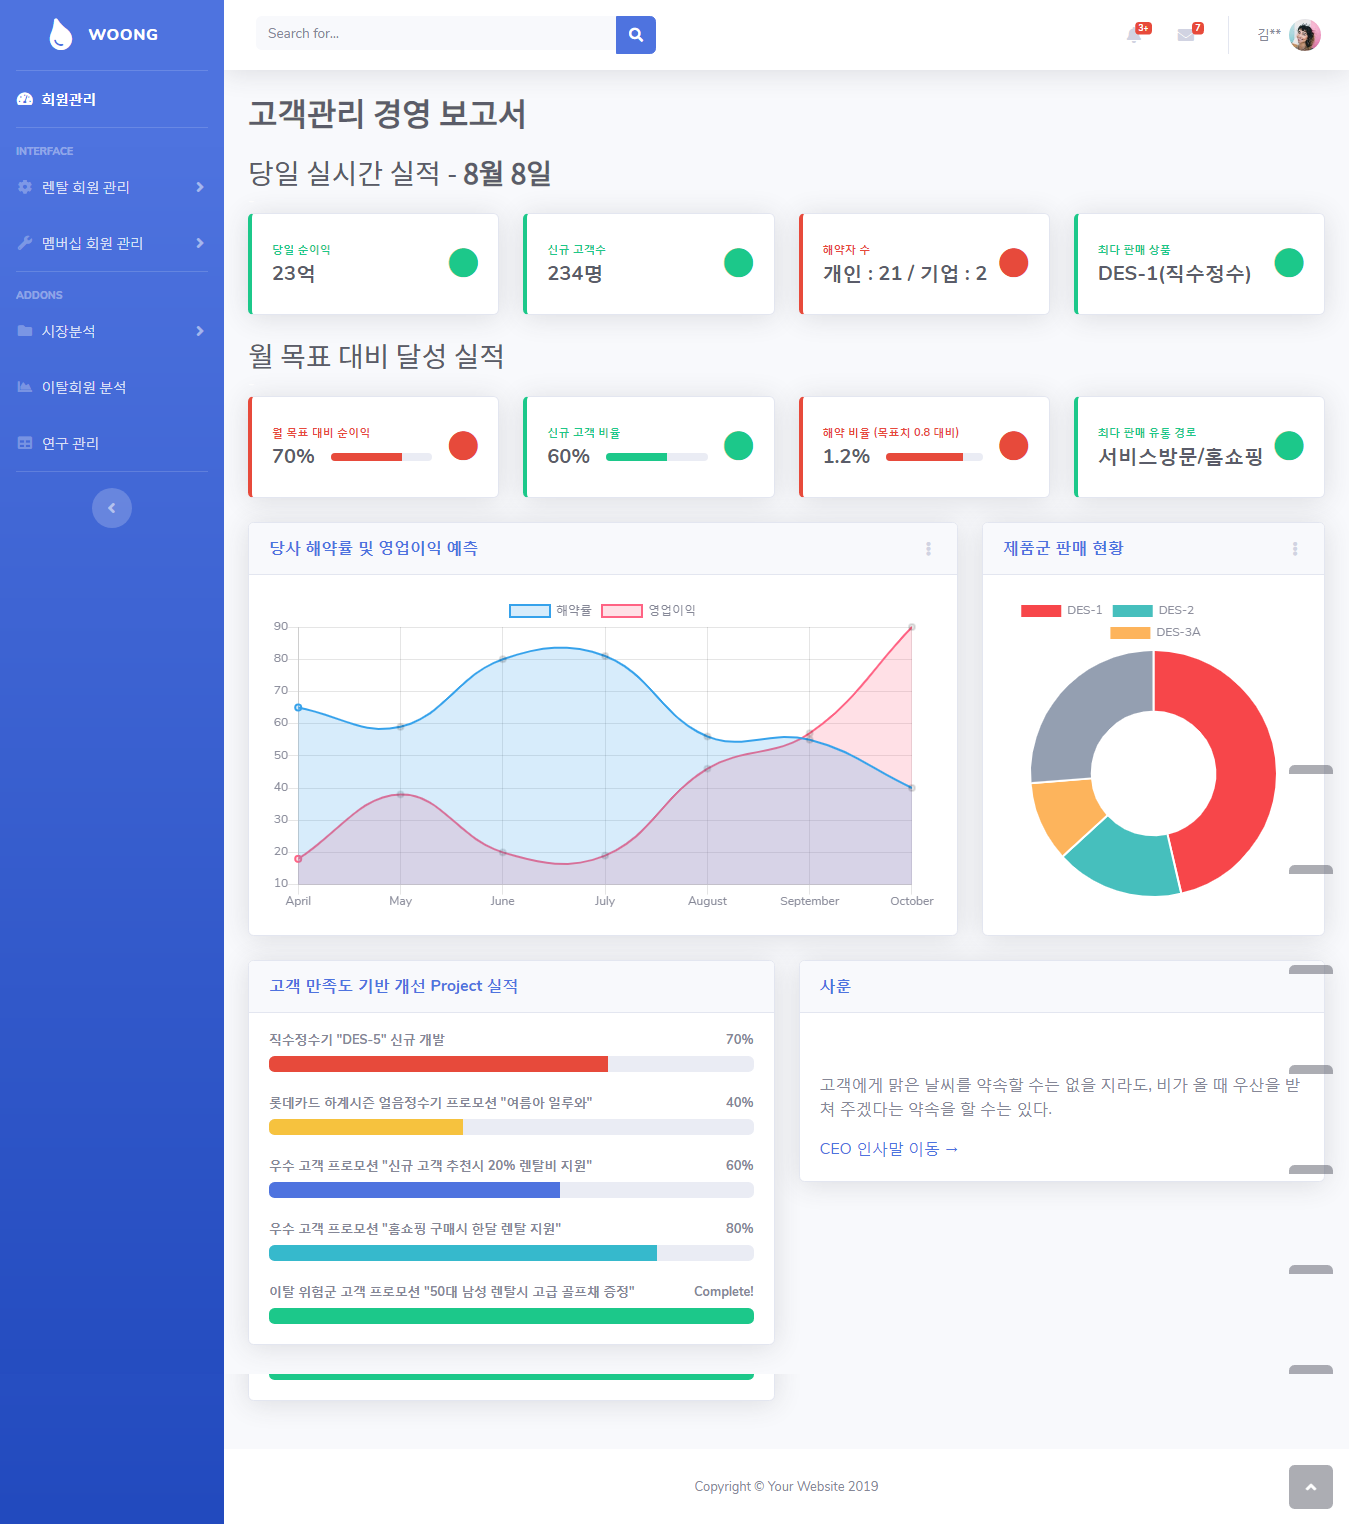 WOONG
Search for...
3+
7
김**
회원관리
INTERFACE
렌탈 회원 관리
멤버십 회원 관리
ADDONS
시장분석
이탈회원 분석
연구 관리
고객관리 경영 보고서
당일 실시간 실적 - 8월 8일
당일 순이익
23억
신규 고객수
234명
해약자 수
개인 : 21 / 기업 : 2
최다 판매 상품
DES-1(직수정수)
월 목표 대비 달성 실적
월 목표 대비 순이익
70%
신규 고객 비율
60%
해약 비율 (목표치 0.8 대비)
1.2%
최다 판매 유통 경로
서비스방문/홈쇼핑
당사 해약률 및 영업이익 예측
해약률 영업이익
90
80
70
60
50
40
30
20
10
April May June July August September October
제품군 판매 현황
DES-1 DES-2
DES-3A
고객 만족도 기반 개선 Project 실적
직수정수기 "DES-5" 신규 개발 70%
롯데카드 하계시즌 얼음정수기 프로모션 "여름아 일루와" 40%
우수 고객 프로모션 "신규 고객 추천시 20% 렌탈비 지원" 60%
우수 고객 프로모션 "홈쇼핑 구매시 한달 렌탈 지원" 80%
이탈 위험군 고객 프로모션 "50대 남성 렌탈시 고급 골프채 증정" Complete!
사훈
고객에게 맑은 날씨를 약속할 수는 없을 지라도, 비가 올 때 우산을 받
쳐 주겠다는 약속을 할 수는 있다.
CEO 인사말 이동 →
Copyright © Your Website 2019